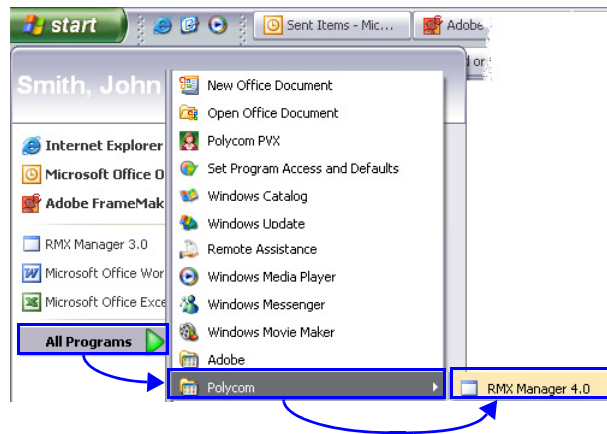 start
Sent Items - Mic...
Adobe
d or
Smith, John
Internet Explorer
Microsoft Office O
Adobe FrameMak
RMX Manager 3.0
Microsoft Office Wor
Microsoft Office Exce
All Programs
New Office Document
Open Office Document
Polycom PVX
Set Program Access and Defaults
Windows Catalog
Windows Update
Remote Assistance
Windows Media Player
Windows Messenger
Windows Movie Maker
Adobe
Polycom
RMX Manager 4.0